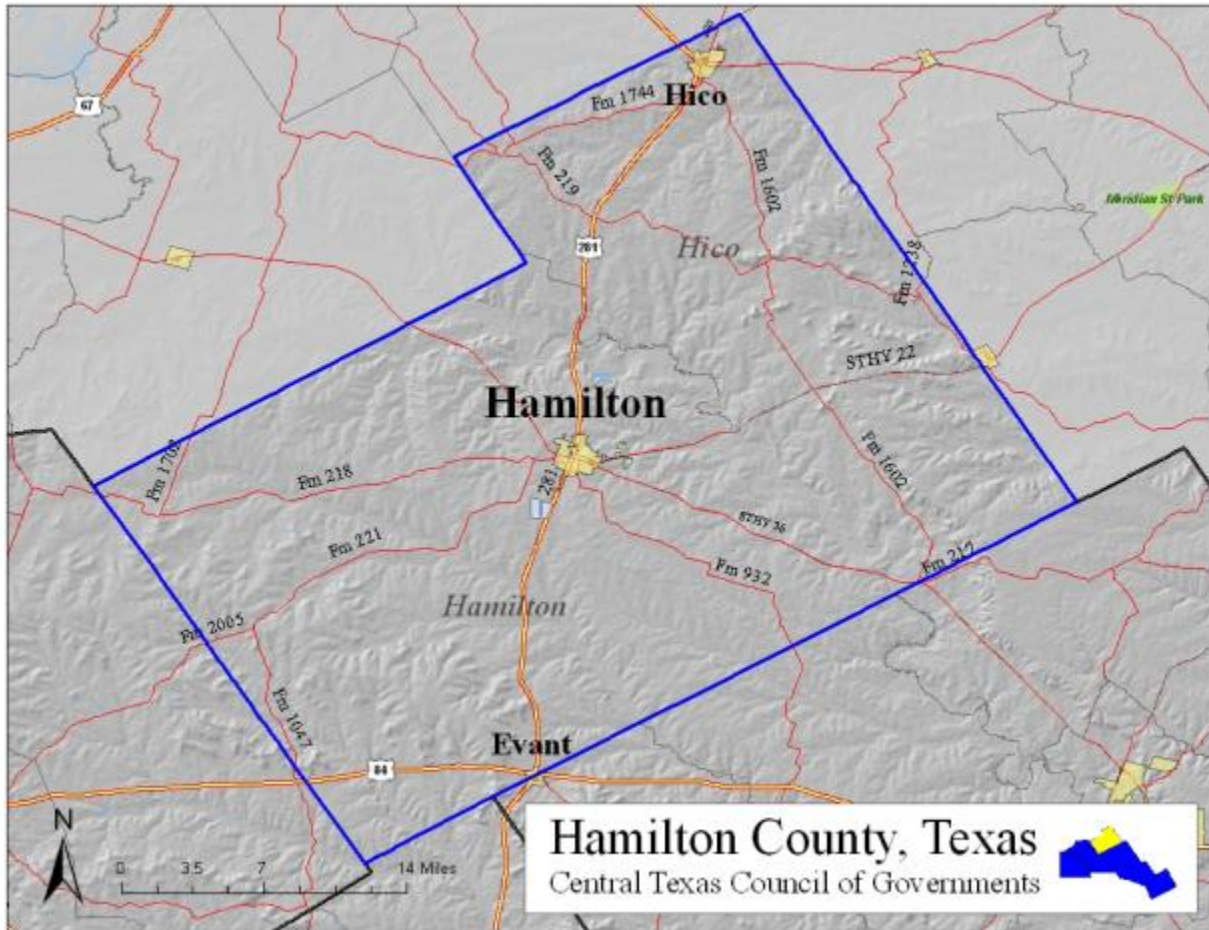 67
Fm 1744
Hico
Fm 219
Fm 1602
Meridian St Park
281
Hico
Fm 1238
STHY 22
Hamilton
Fm 1702
Fm 218
281
Fm 1602
STHY 36
Fm 221
Fm 217
Fm 932
Hamilton
Fm 2005
Fm 1047
Evant
84
N
0 3.5 7 14 Miles
Hamilton County, Texas
Central Texas Council of Governments